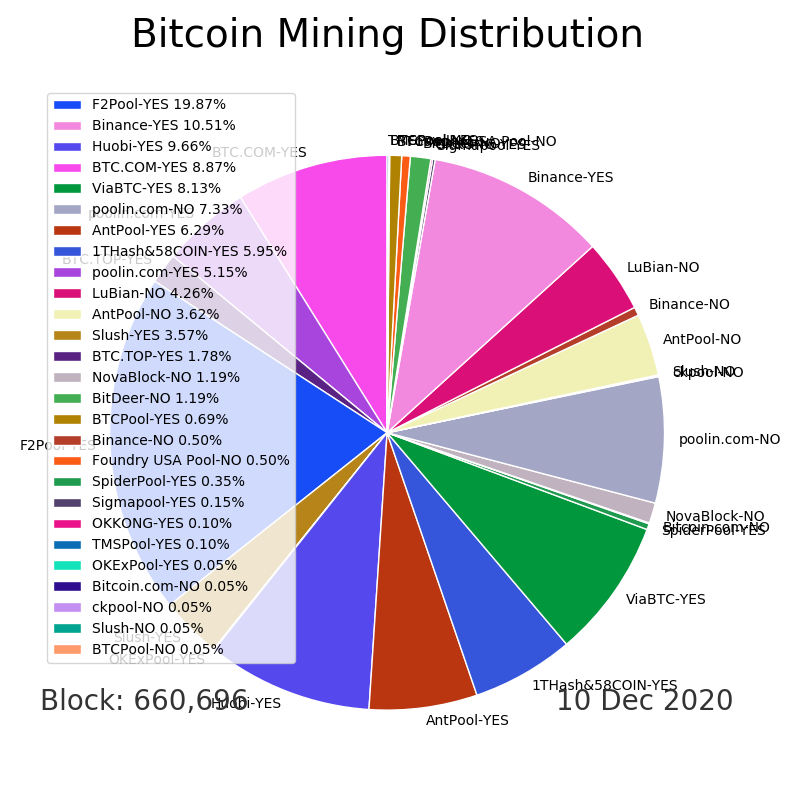 Bitcoin Mining Distribution
F2Pool-YES 19.87%
Binance-YES 10.51%
Huobi-YES 9.66%
BTC.COM-YES 8.87%
ViaBTC-YES 8.13%
poolin.com-NO 7.33%
AntPool-YES 6.29%
1THash&58COIN-YES 5.95%
poolin.com-YES 5.15%
LuBian-NO 4.26%
AntPool-NO 3.62%
Slush-YES 3.57%
BTC.TOP-YES 1.78%
NovaBlock-NO 1.19%
BitDeer-NO 1.19%
BTCPool-YES 0.69%
Binance-NO 0.50%
Foundry USA Pool-NO 0.50%
SpiderPool-YES 0.35%
Sigmapool-YES 0.15%
OKKONG-YES 0.10%
TMSPool-YES 0.10%
OKExPool-YES 0.05%
Bitcoin.com-NO 0.05%
ckpool-NO 0.05%
Slush-NO 0.05%
BTCPool-NO 0.05%
BTC.COM-YES
poolin.com-YES
BTC.TOP-YES
F2Pool-YES
Slush-YES
OKExPool-YES
Huobi-YES
AntPool-YES
1THash&58COIN-YES
ViaBTC-YES
SpiderPool-YES
Bitcoin.com-NO
NovaBlock-NO
poolin.com-NO
ckpool-NO
Slush-NO
AntPool-NO
Binance-NO
LuBian-NO
Binance-YES
Sigmapool-YES
Block: 660,696
10 Dec 2020